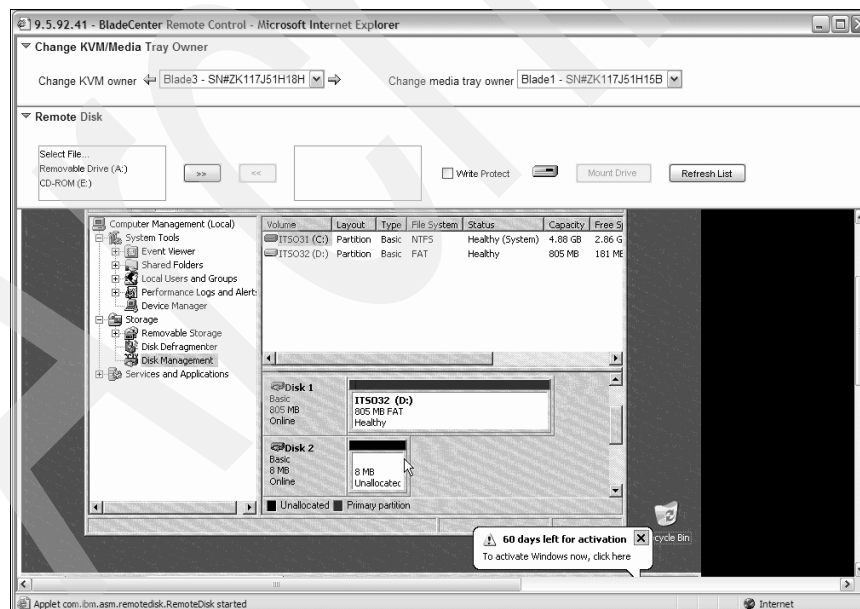 9.5.92.41 - BladeCenter Remote Control - Microsoft Internet Explorer
Change KVM/Media Tray Owner
Change KVM owner Blade3 - SN#ZK117J51H18H Change media tray owner Blade1 - SN#ZK117J51H15B
Remote Disk
Select File...
Removable Drive (A:)
CD-ROM (E:)
>> << Write Protect Mount Drive Refresh List
Computer Management (Local)
System Tools
Event Viewer
Shared Folders
Local Users and Groups
Performance Logs and Alert
Device Manager
Storage
Removable Storage
Disk Defragmenter
Disk Management
Services and Applications
Volume Layout Type File System Status Capacity Free Sp
ITSO31 (C:) Partition Basic NTFS Healthy (System) 4.88 GB 2.86 G
ITSO32 (D:) Partition Basic FAT Healthy 805 MB 181 ME
Disk 1
Basic
805 MB
Online
ITSO32 (D:)
805 MB FAT
Healthy
Disk 2
Basic
8 MB
Online
8 MB
Unallocatec
Unallocated Primary partition
cycle Bin
60 days left for activation
To activate Windows now, click here
Applet com.ibm.asm.remotedisk.RemoteDisk started Internet